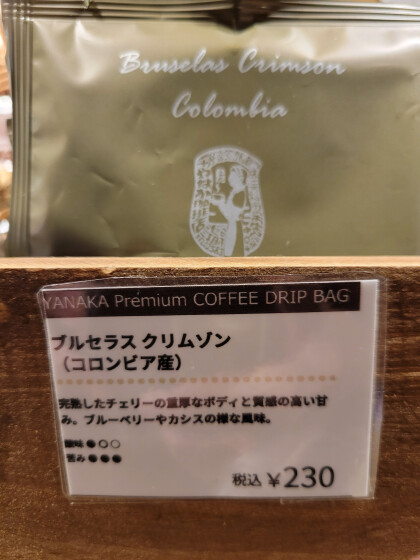 Bruselas Crimson
Colombia
YANAKA Premium COFFEE DRIP BAG
ブルセラス クリムゾン
（コロンビア産）
完熟したチェリーの重厚なボディと質感の高い甘
み。ブルーベリーやカシスの様な風味。
酸味 ●○○
苦み ●●●
税込 ¥230